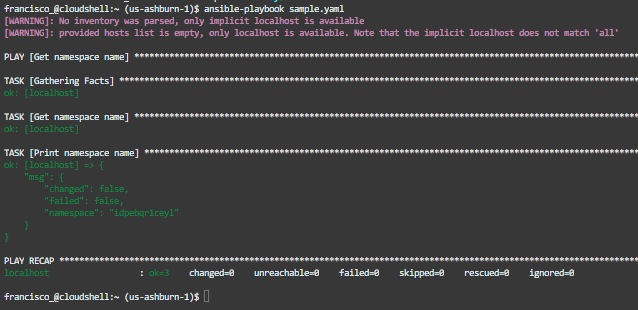 francisco_@cloudshell:~ (us-ashburn-1)$ ansible-playbook sample.yaml
[WARNING]: No inventory was parsed, only implicit localhost is available
[WARNING]: provided hosts list is empty, only localhost is available. Note that the implicit localhost does not match 'all'
PLAY [Get namespace name] ****************************************************************************************************
TASK [Gathering Facts] *******************************************************************************************************
ok: [localhost]
TASK [Get namespace name] ****************************************************************************************************
ok: [localhost]
TASK [Print namespace name] **************************************************************************************************
ok: [localhost] => {
    "msg": {
        "changed": false,
        "failed": false,
        "namespace": "idpebqr1ceyl"
    }
}
PLAY RECAP *******************************************************************************************************************
localhost                  : ok=3    changed=0    unreachable=0    failed=0    skipped=0    rescued=0    ignored=0
francisco_@cloudshell:~ (us-ashburn-1)$